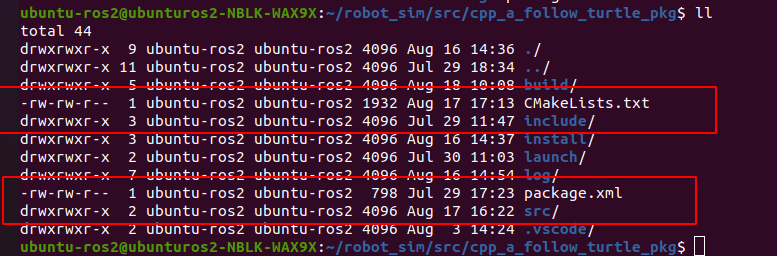 ubuntu-ros2@ubunturos2-NBLK-WAX9X:~/robot_sim/src/cpp_a_follow_turtle_pkg$ ll
total 44
drwxrwxr-x  9 ubuntu-ros2 ubuntu-ros2 4096 Aug 16 14:36 ./
drwxrwxr-x 11 ubuntu-ros2 ubuntu-ros2 4096 Jul 29 18:34 ../
drwxrwxr-x  5 ubuntu-ros2 ubuntu-ros2 4096 Aug 18 10:08 build/
-rw-rw-r--  1 ubuntu-ros2 ubuntu-ros2 1932 Aug 17 17:13 CMakeLists.txt
drwxrwxr-x  3 ubuntu-ros2 ubuntu-ros2 4096 Jul 29 11:47 include/
drwxrwxr-x  3 ubuntu-ros2 ubuntu-ros2 4096 Aug 16 14:37 install/
drwxrwxr-x  2 ubuntu-ros2 ubuntu-ros2 4096 Jul 30 11:03 launch/
drwxrwxr-x  7 ubuntu-ros2 ubuntu-ros2 4096 Aug 16 14:54 log/
-rw-rw-r--  1 ubuntu-ros2 ubuntu-ros2  798 Jul 29 17:23 package.xml
drwxrwxr-x  2 ubuntu-ros2 ubuntu-ros2 4096 Aug 17 16:22 src/
drwxrwxr-x  2 ubuntu-ros2 ubuntu-ros2 4096 Aug  3 14:24 .vscode/
ubuntu-ros2@ubunturos2-NBLK-WAX9X:~/robot_sim/src/cpp_a_follow_turtle_pkg$